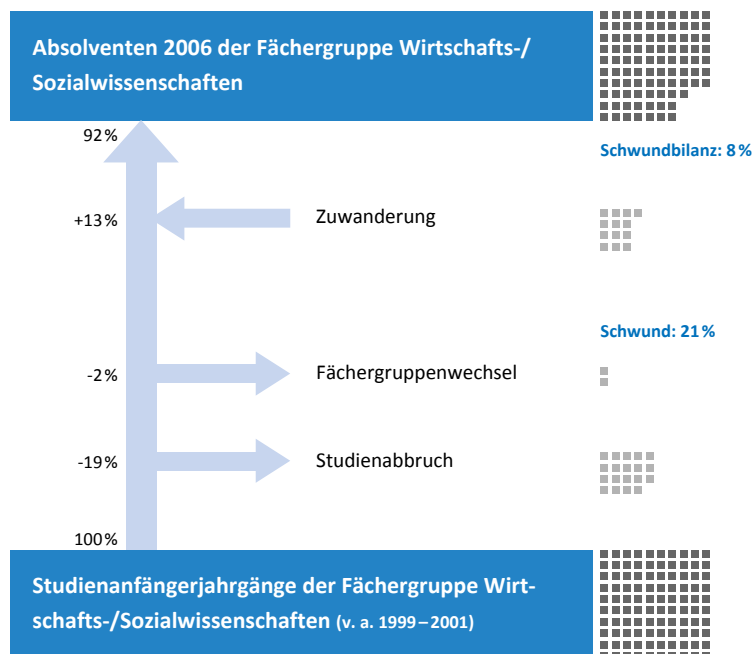 Absolventen 2006 der Fächergruppe Wirtschafts-/
Sozialwissenschaften
92 %
Schwundbilanz: 8 %
+13 %
Zuwanderung
Schwund: 21 %
-2 %
Fächergruppenwechsel
-19 %
Studienabbruch
100 %
Studienanfängerjahrgänge der Fächergruppe Wirt-
schafts-/Sozialwissenschaften (v. a. 1999 – 2001)